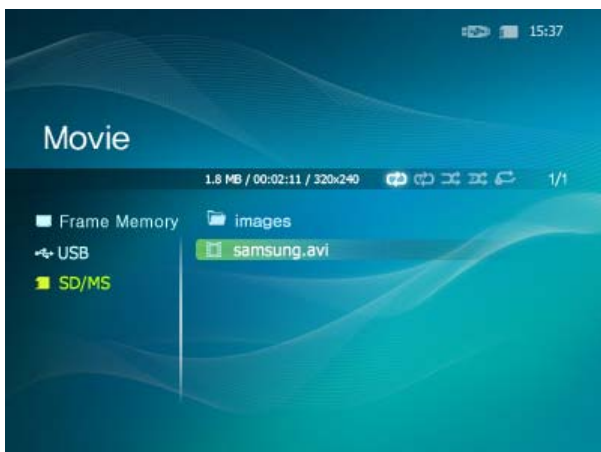 15:37
Movie
1.8 MB / 00:02:11 / 320x240 1/1
Frame Memory
USB
SD/MS
images
samsung.avi